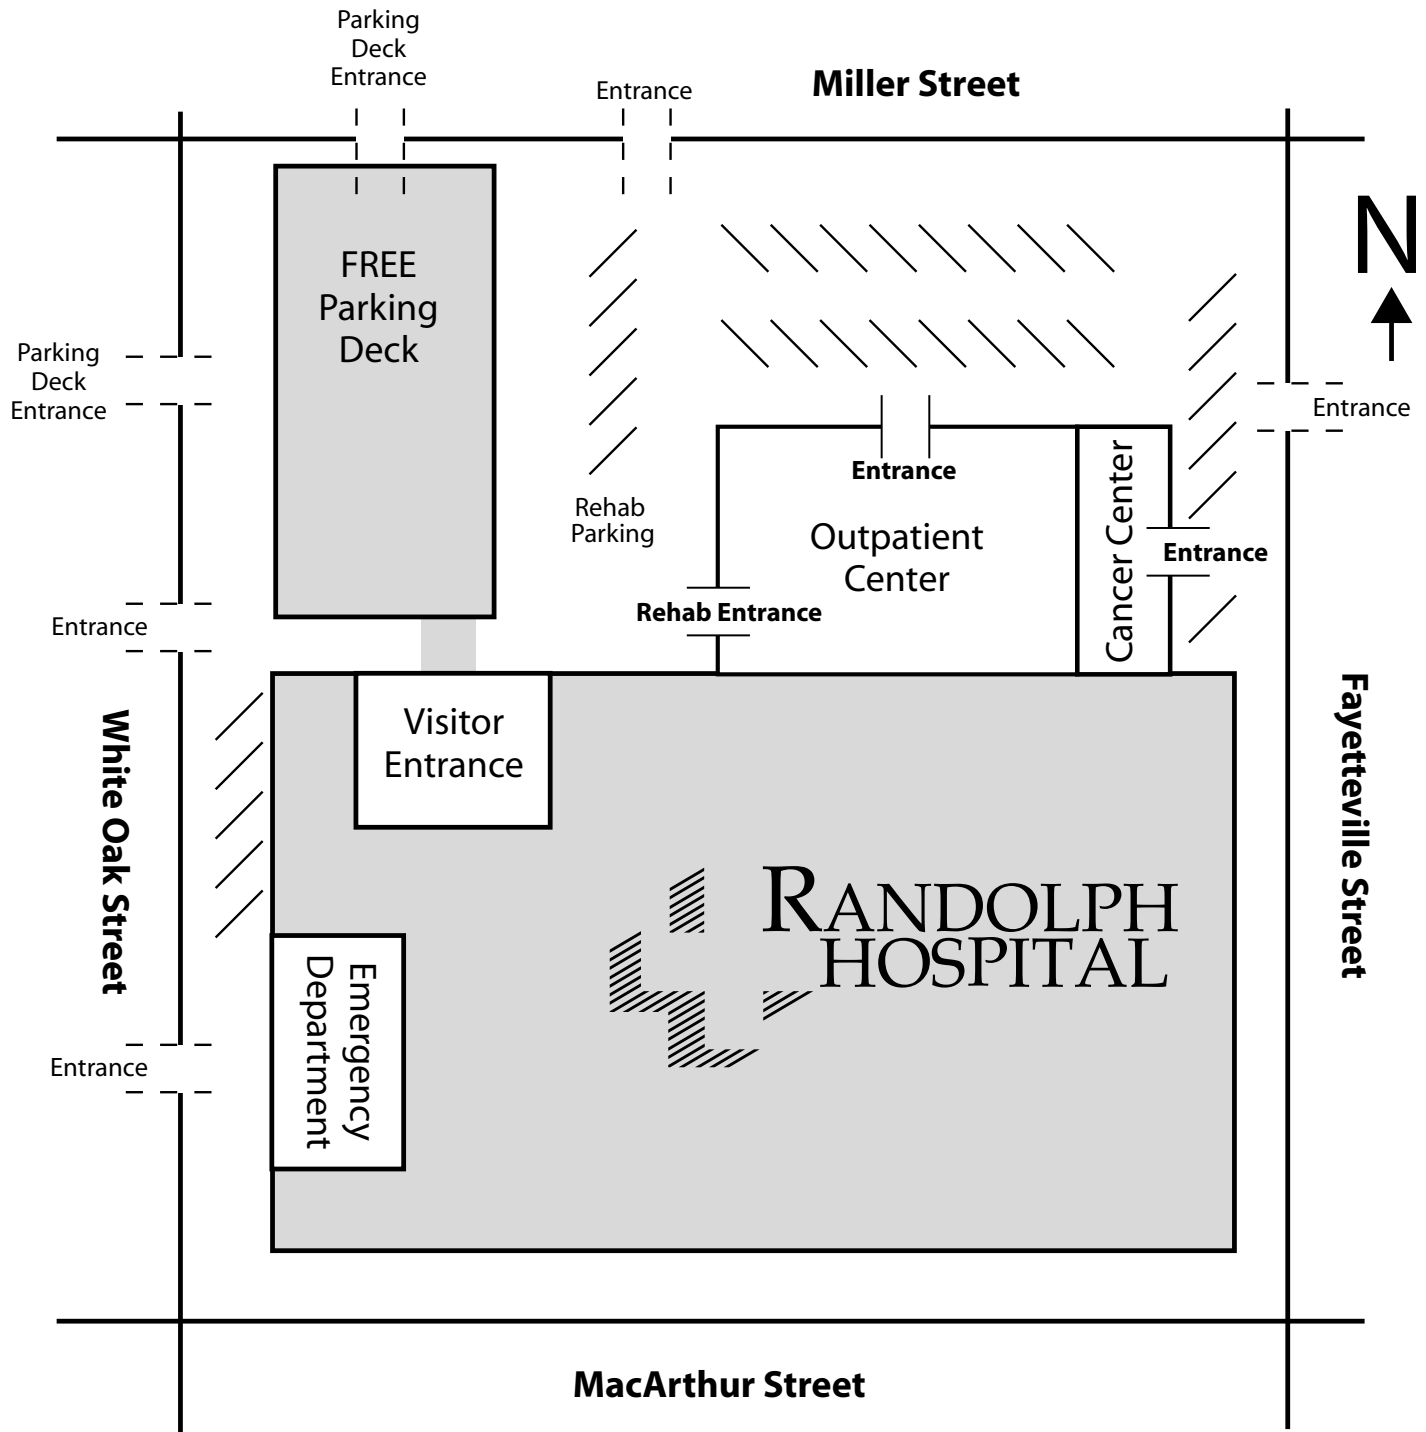 Parking
Deck
Entrance
Entrance
Miller Street
N
FREE
Parking
Deck
Parking
Deck
Entrance
Entrance
Entrance
Rehab
Parking
Outpatient
Center
Cancer Center
Entrance
Rehab Entrance
Entrance
Visitor
Entrance
White Oak Street
Fayetteville Street
RANDOLPH
HOSPITAL
Emergency
Department
Entrance
MacArthur Street